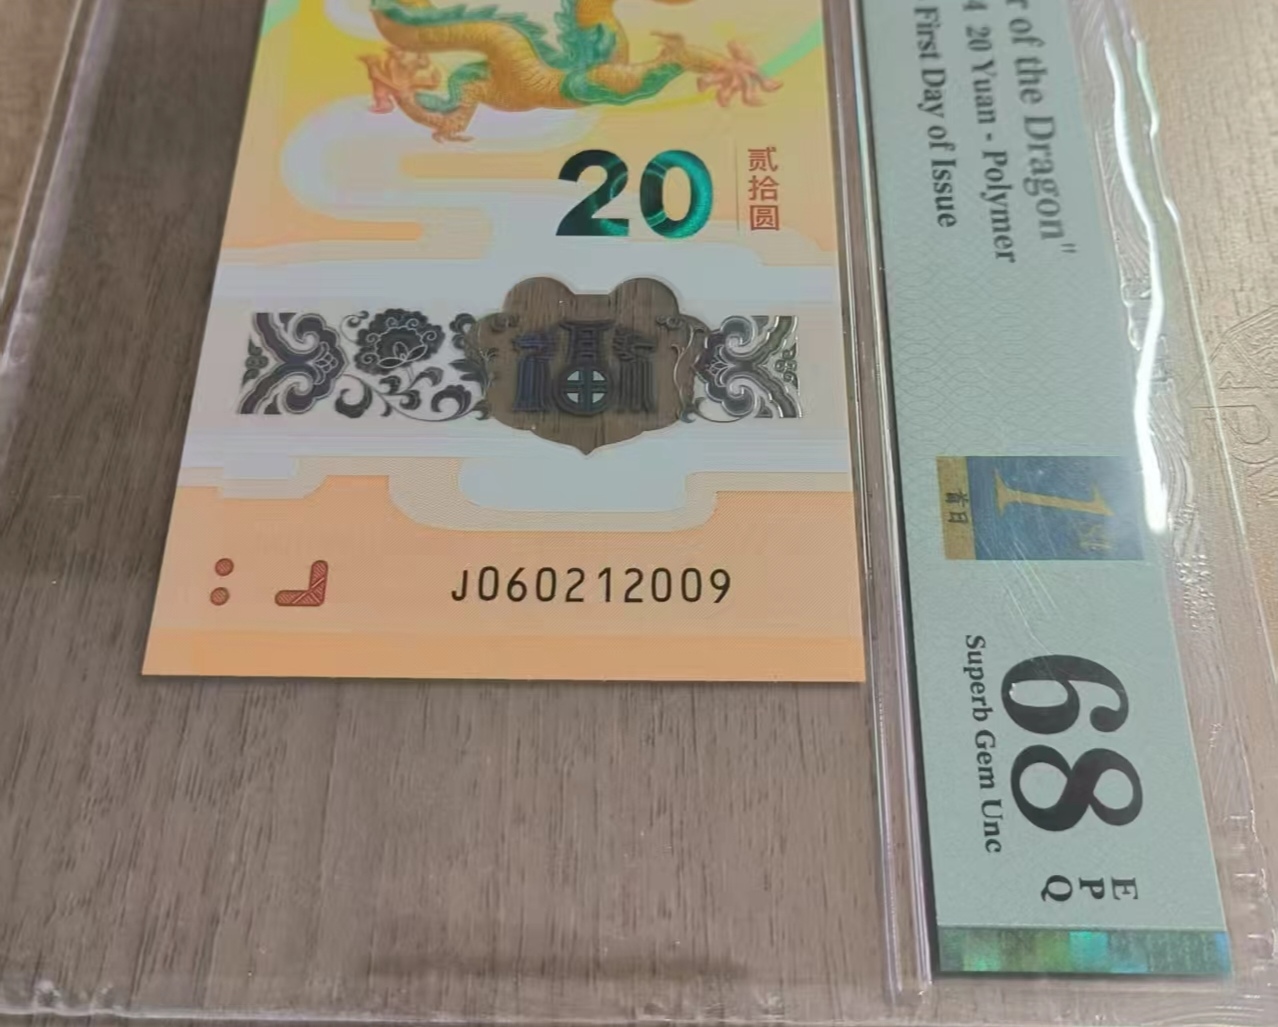 20
贰拾圆
J060212009
r of the Dragon"
4 20 Yuan - Polymer
First Day of Issue
1st
首日
68
Superb Gem Unc
E
P
Q